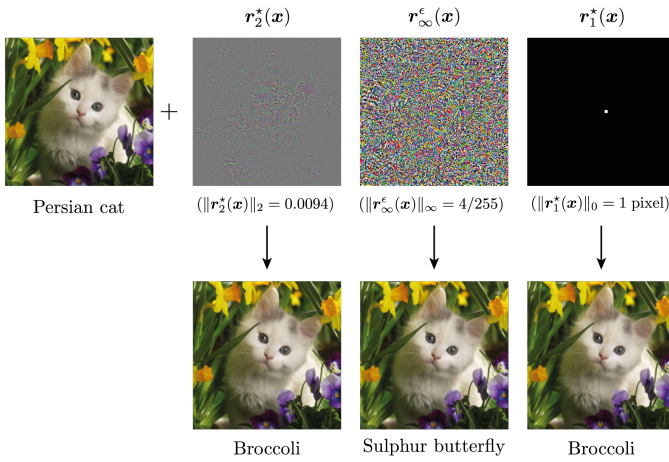 r₂*(x) r∞^ϵ(x) r₁*(x)
+
Persian cat (‖r₂*(x)‖₂ = 0.0094) (‖r∞^ϵ(x)‖∞ = 4/255) (‖r₁*(x)‖₀ = 1 pixel)
Broccoli Sulphur butterfly Broccoli